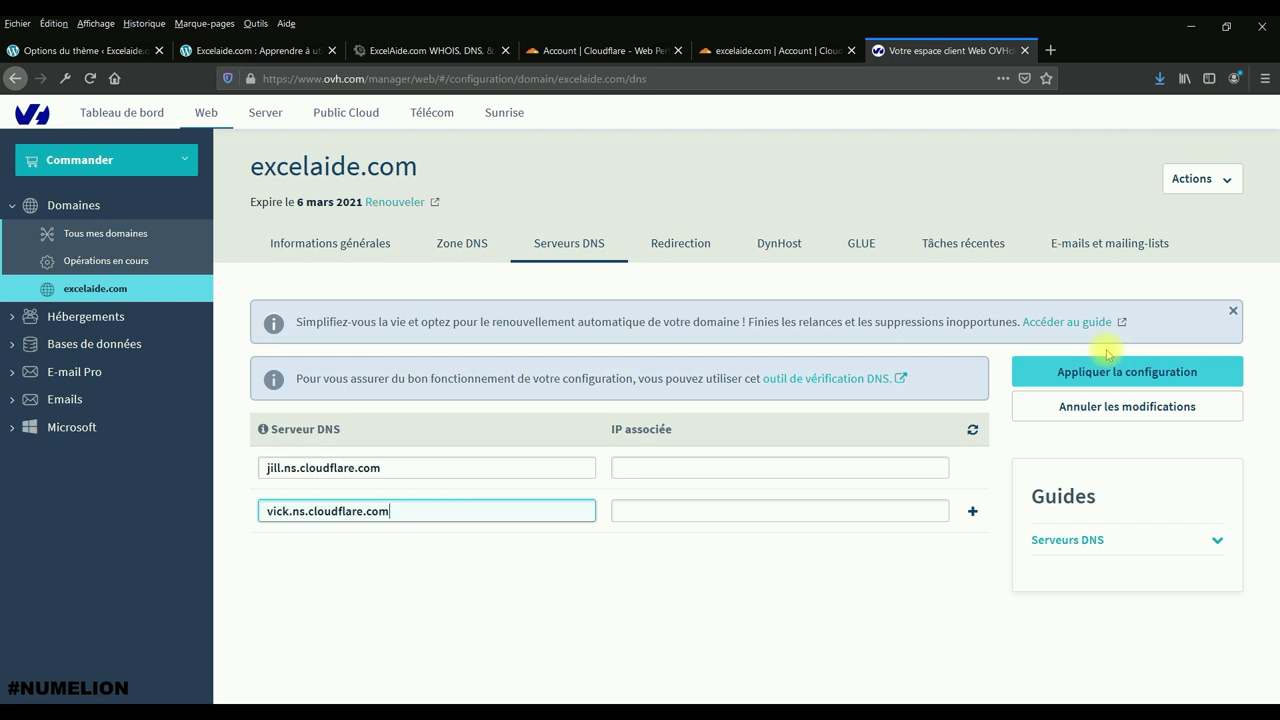 Fichier Édition Affichage Historique Marque-pages Outils Aide
Options du thème ‹ Excelaide.c
Excelaide.com : Apprendre à ut
ExcelAide.com WHOIS, DNS, &
Account | Cloudflare - Web Per
excelaide.com | Account | Cloud
Votre espace client Web OVHc
https://www.ovh.com/manager/web/#/configuration/domain/excelaide.com/dns
Tableau de bord Web Server Public Cloud Télécom Sunrise
Commander
Domaines
Tous mes domaines
Opérations en cours
excelaide.com
Hébergements
Bases de données
E-mail Pro
Emails
Microsoft
#NUMELION
excelaide.com
Expire le 6 mars 2021 Renouveler
Actions
Informations générales Zone DNS Serveurs DNS Redirection DynHost GLUE Tâches récentes E-mails et mailing-lists
Simplifiez-vous la vie et optez pour le renouvellement automatique de votre domaine ! Finies les relances et les suppressions inopportunes. Accéder au guide
Pour vous assurer du bon fonctionnement de votre configuration, vous pouvez utiliser cet outil de vérification DNS.
Serveur DNS IP associée
jill.ns.cloudflare.com
vick.ns.cloudflare.com
Appliquer la configuration
Annuler les modifications
Guides
Serveurs DNS